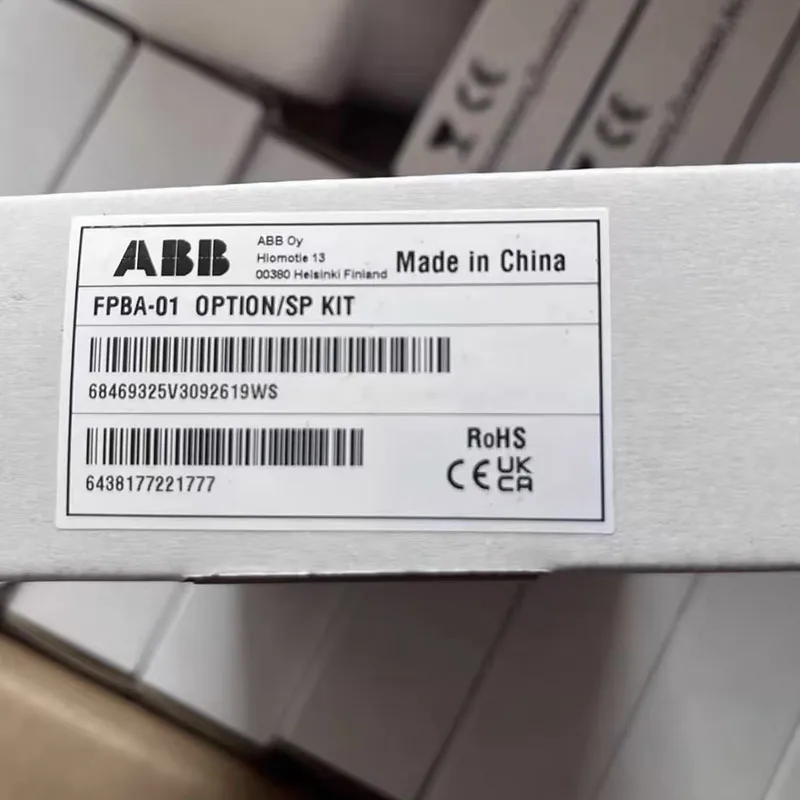 ABB
ABB Oy
Hiomotie 13
00380 Helsinki Finland
Made in China
FPBA-01 OPTION/SP KIT
68469325V3092619WS
6438177221777
RoHS
CE UK
CA